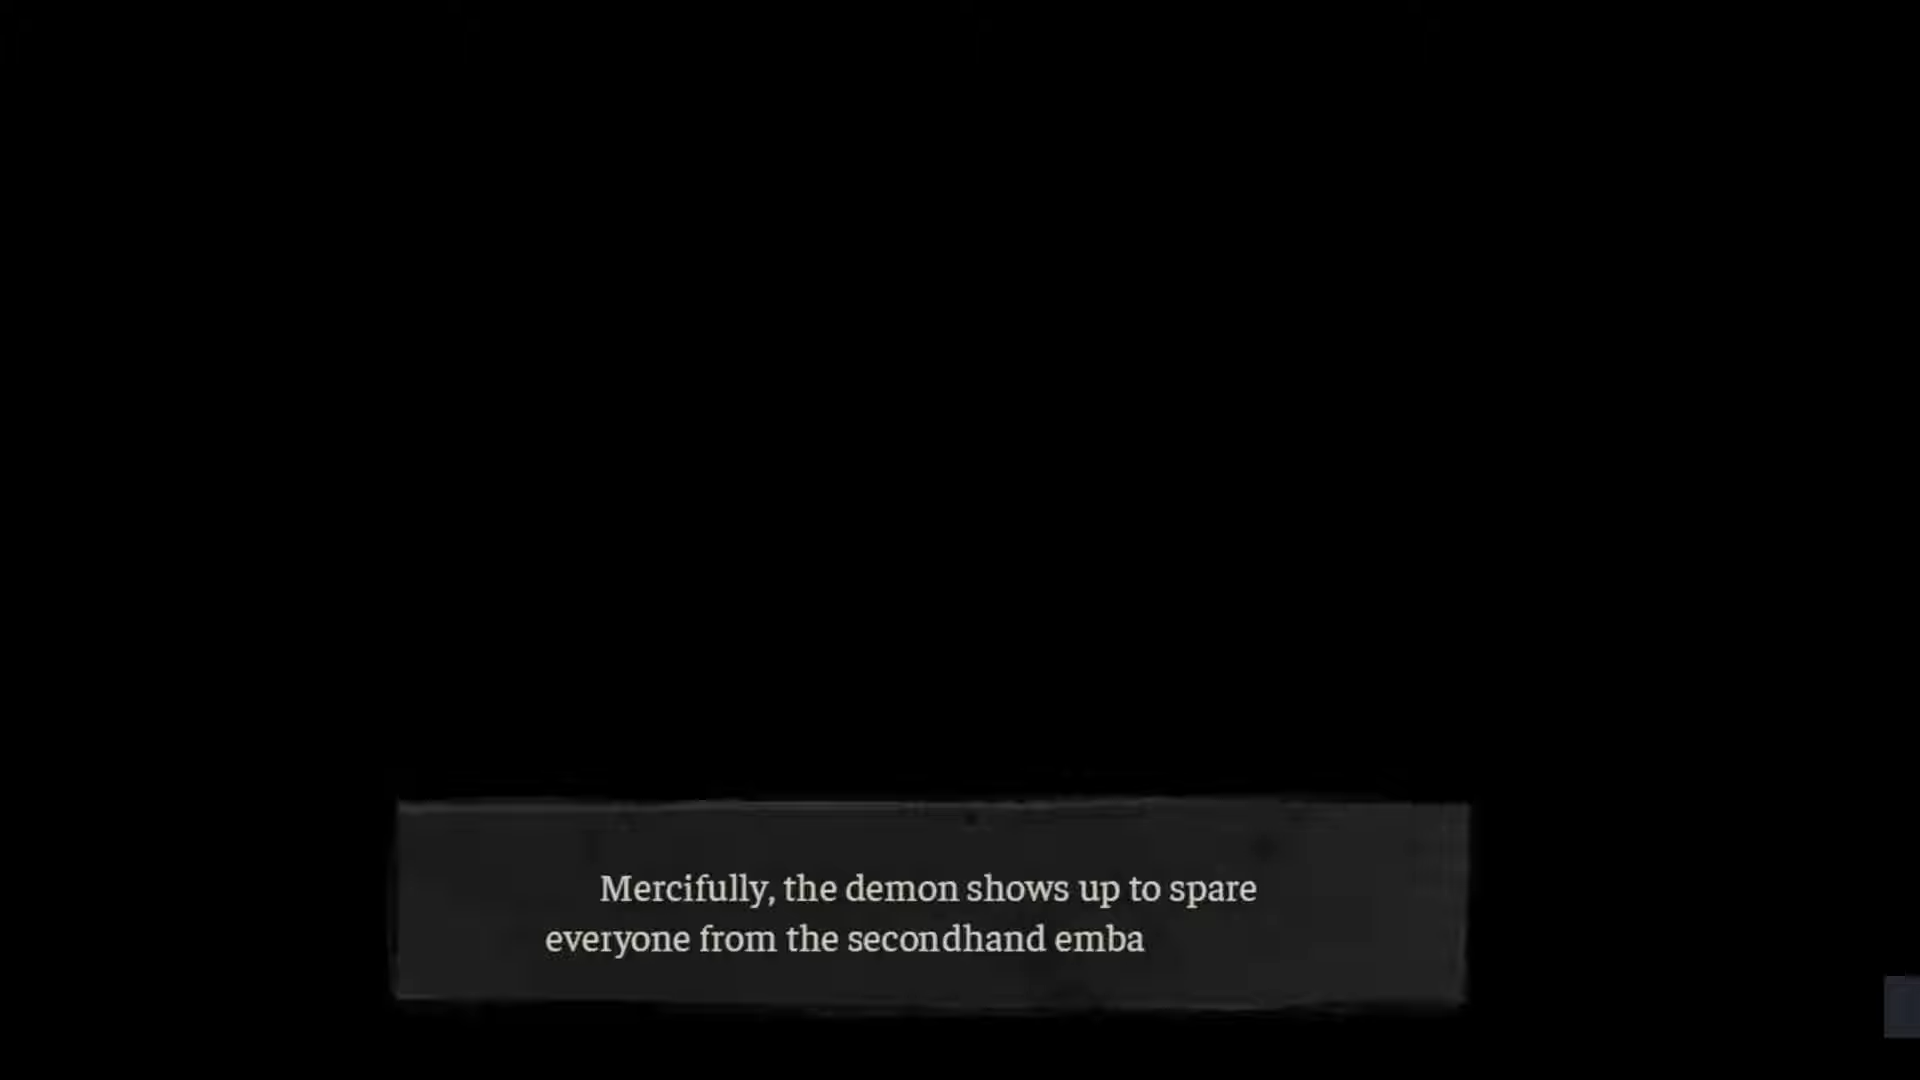 Mercifully, the demon shows up to spare
everyone from the secondhand emba